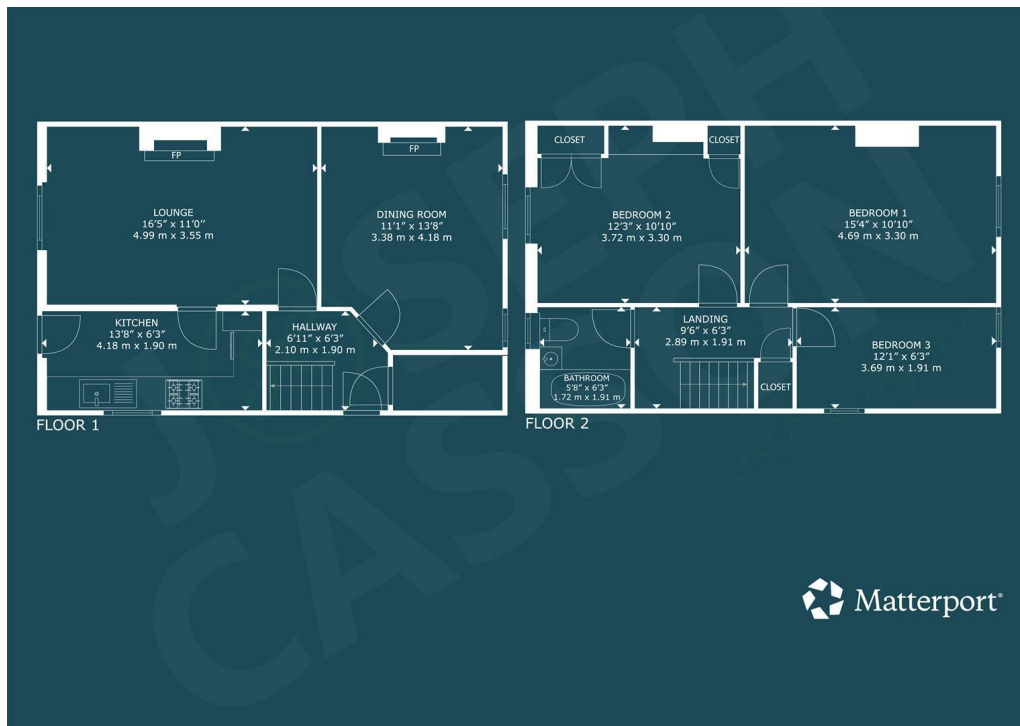 FP
LOUNGE
16'5" x 11'0"
4.99 m x 3.55 m
FP
DINING ROOM
11'1" x 13'8"
3.38 m x 4.18 m
KITCHEN
13'8" x 6'3"
4.18 m x 1.90 m
HALLWAY
6'11" x 6'3"
2.10 m x 1.90 m
FLOOR 1
CLOSET
CLOSET
BEDROOM 2
12'3" x 10'10"
3.72 m x 3.30 m
BEDROOM 1
15'4" x 10'10"
4.69 m x 3.30 m
LANDING
9'6" x 6'3"
2.89 m x 1.91 m
BEDROOM 3
12'1" x 6'3"
3.69 m x 1.91 m
BATHROOM
5'8" x 6'3"
1.72 m x 1.91 m
CLOSET
FLOOR 2
JOSEPH
CASSON
Matterport®